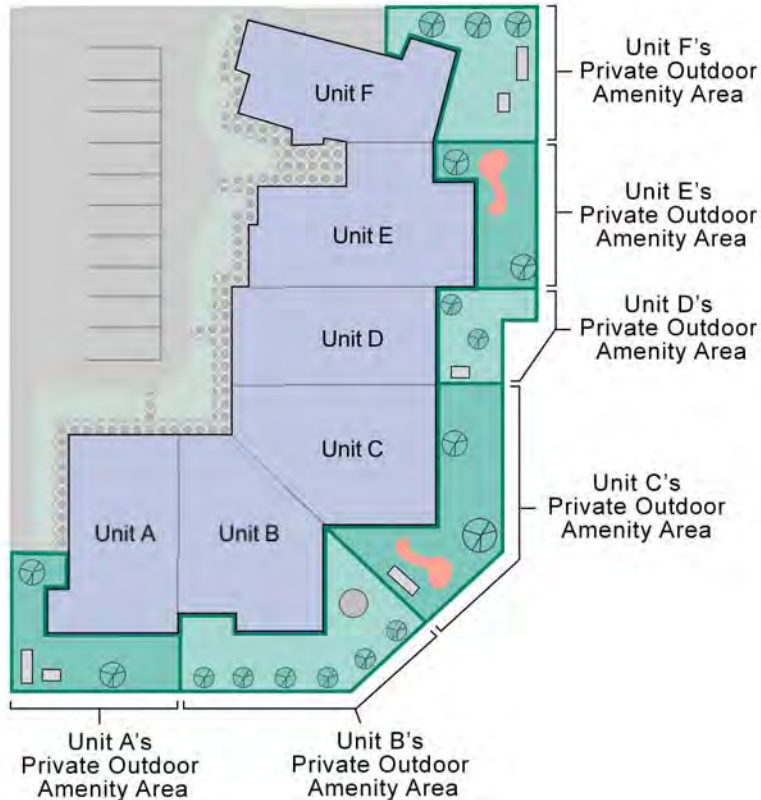 Unit F
Unit F's
Private Outdoor
Amenity Area
Unit E
Unit E's
Private Outdoor
Amenity Area
Unit D
Unit D's
Private Outdoor
Amenity Area
Unit C
Unit C's
Private Outdoor
Amenity Area
Unit A
Unit B
Unit A's
Private Outdoor
Amenity Area
Unit B's
Private Outdoor
Amenity Area